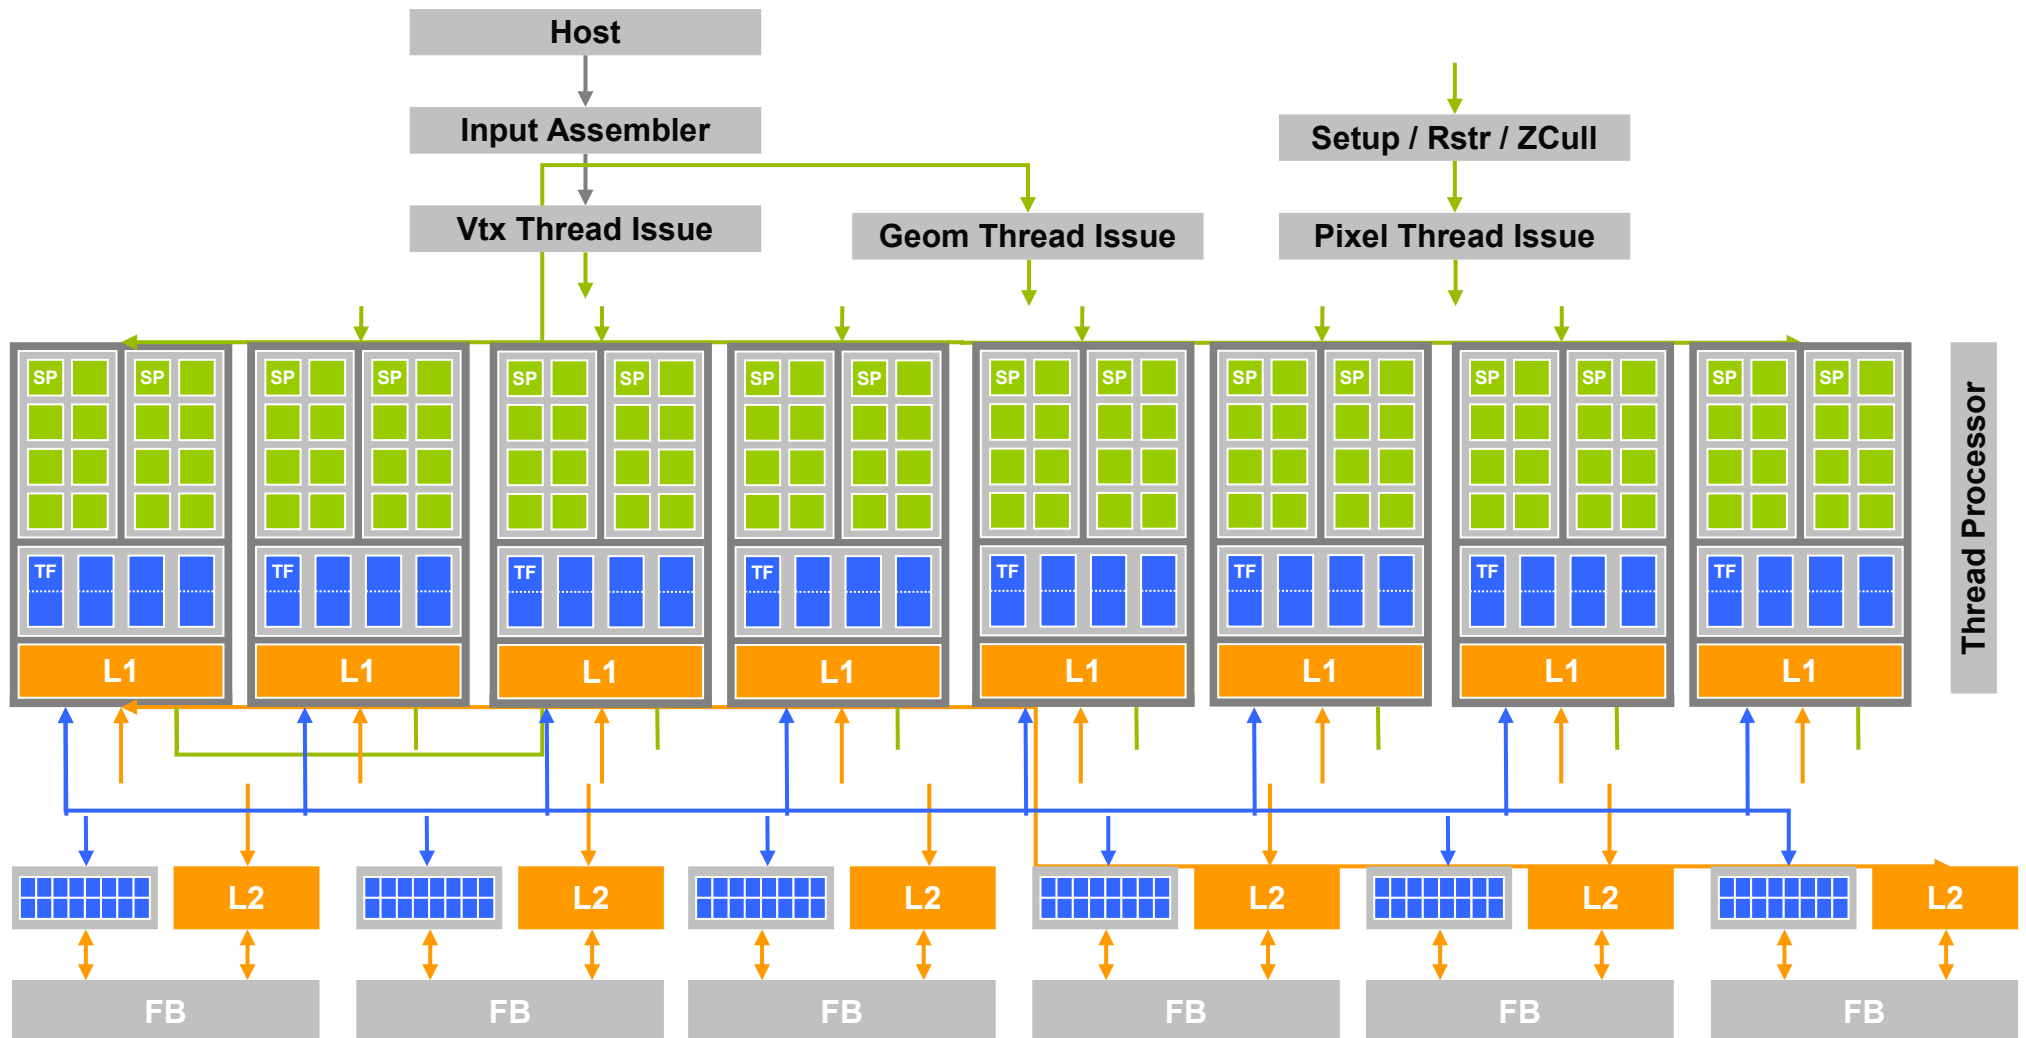 Host
Input Assembler
Setup / Rstr / ZCull
Vtx Thread Issue
Geom Thread Issue
Pixel Thread Issue
SP SP SP SP SP SP SP SP SP SP SP SP SP SP SP SP
TF TF TF TF TF TF TF TF
L1 L1 L1 L1 L1 L1 L1 L1
Thread Processor
L2 L2 L2 L2 L2 L2
FB FB FB FB FB FB